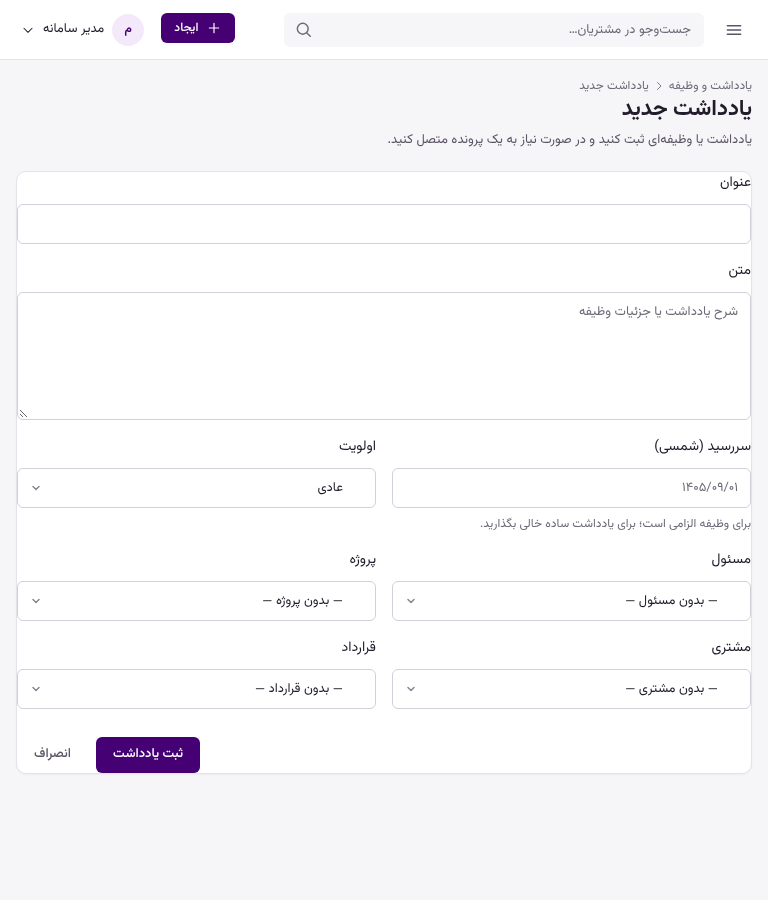 جست‌وجو در مشتریان…
ایجاد
م
مدیر سامانه
یادداشت و وظیفه
یادداشت جدید
یادداشت جدید
یادداشت یا وظیفه‌ای ثبت کنید و در صورت نیاز به یک پرونده متصل کنید.
عنوان
متن
شرح یادداشت یا جزئیات وظیفه
سررسید (شمسی)
اولویت
۱۴۰۵/۰۹/۰۱
عادی
برای وظیفه الزامی است؛ برای یادداشت ساده خالی بگذارید.
مسئول
پروژه
— بدون مسئول —
— بدون پروژه —
مشتری
قرارداد
— بدون مشتری —
— بدون قرارداد —
ثبت یادداشت
انصراف